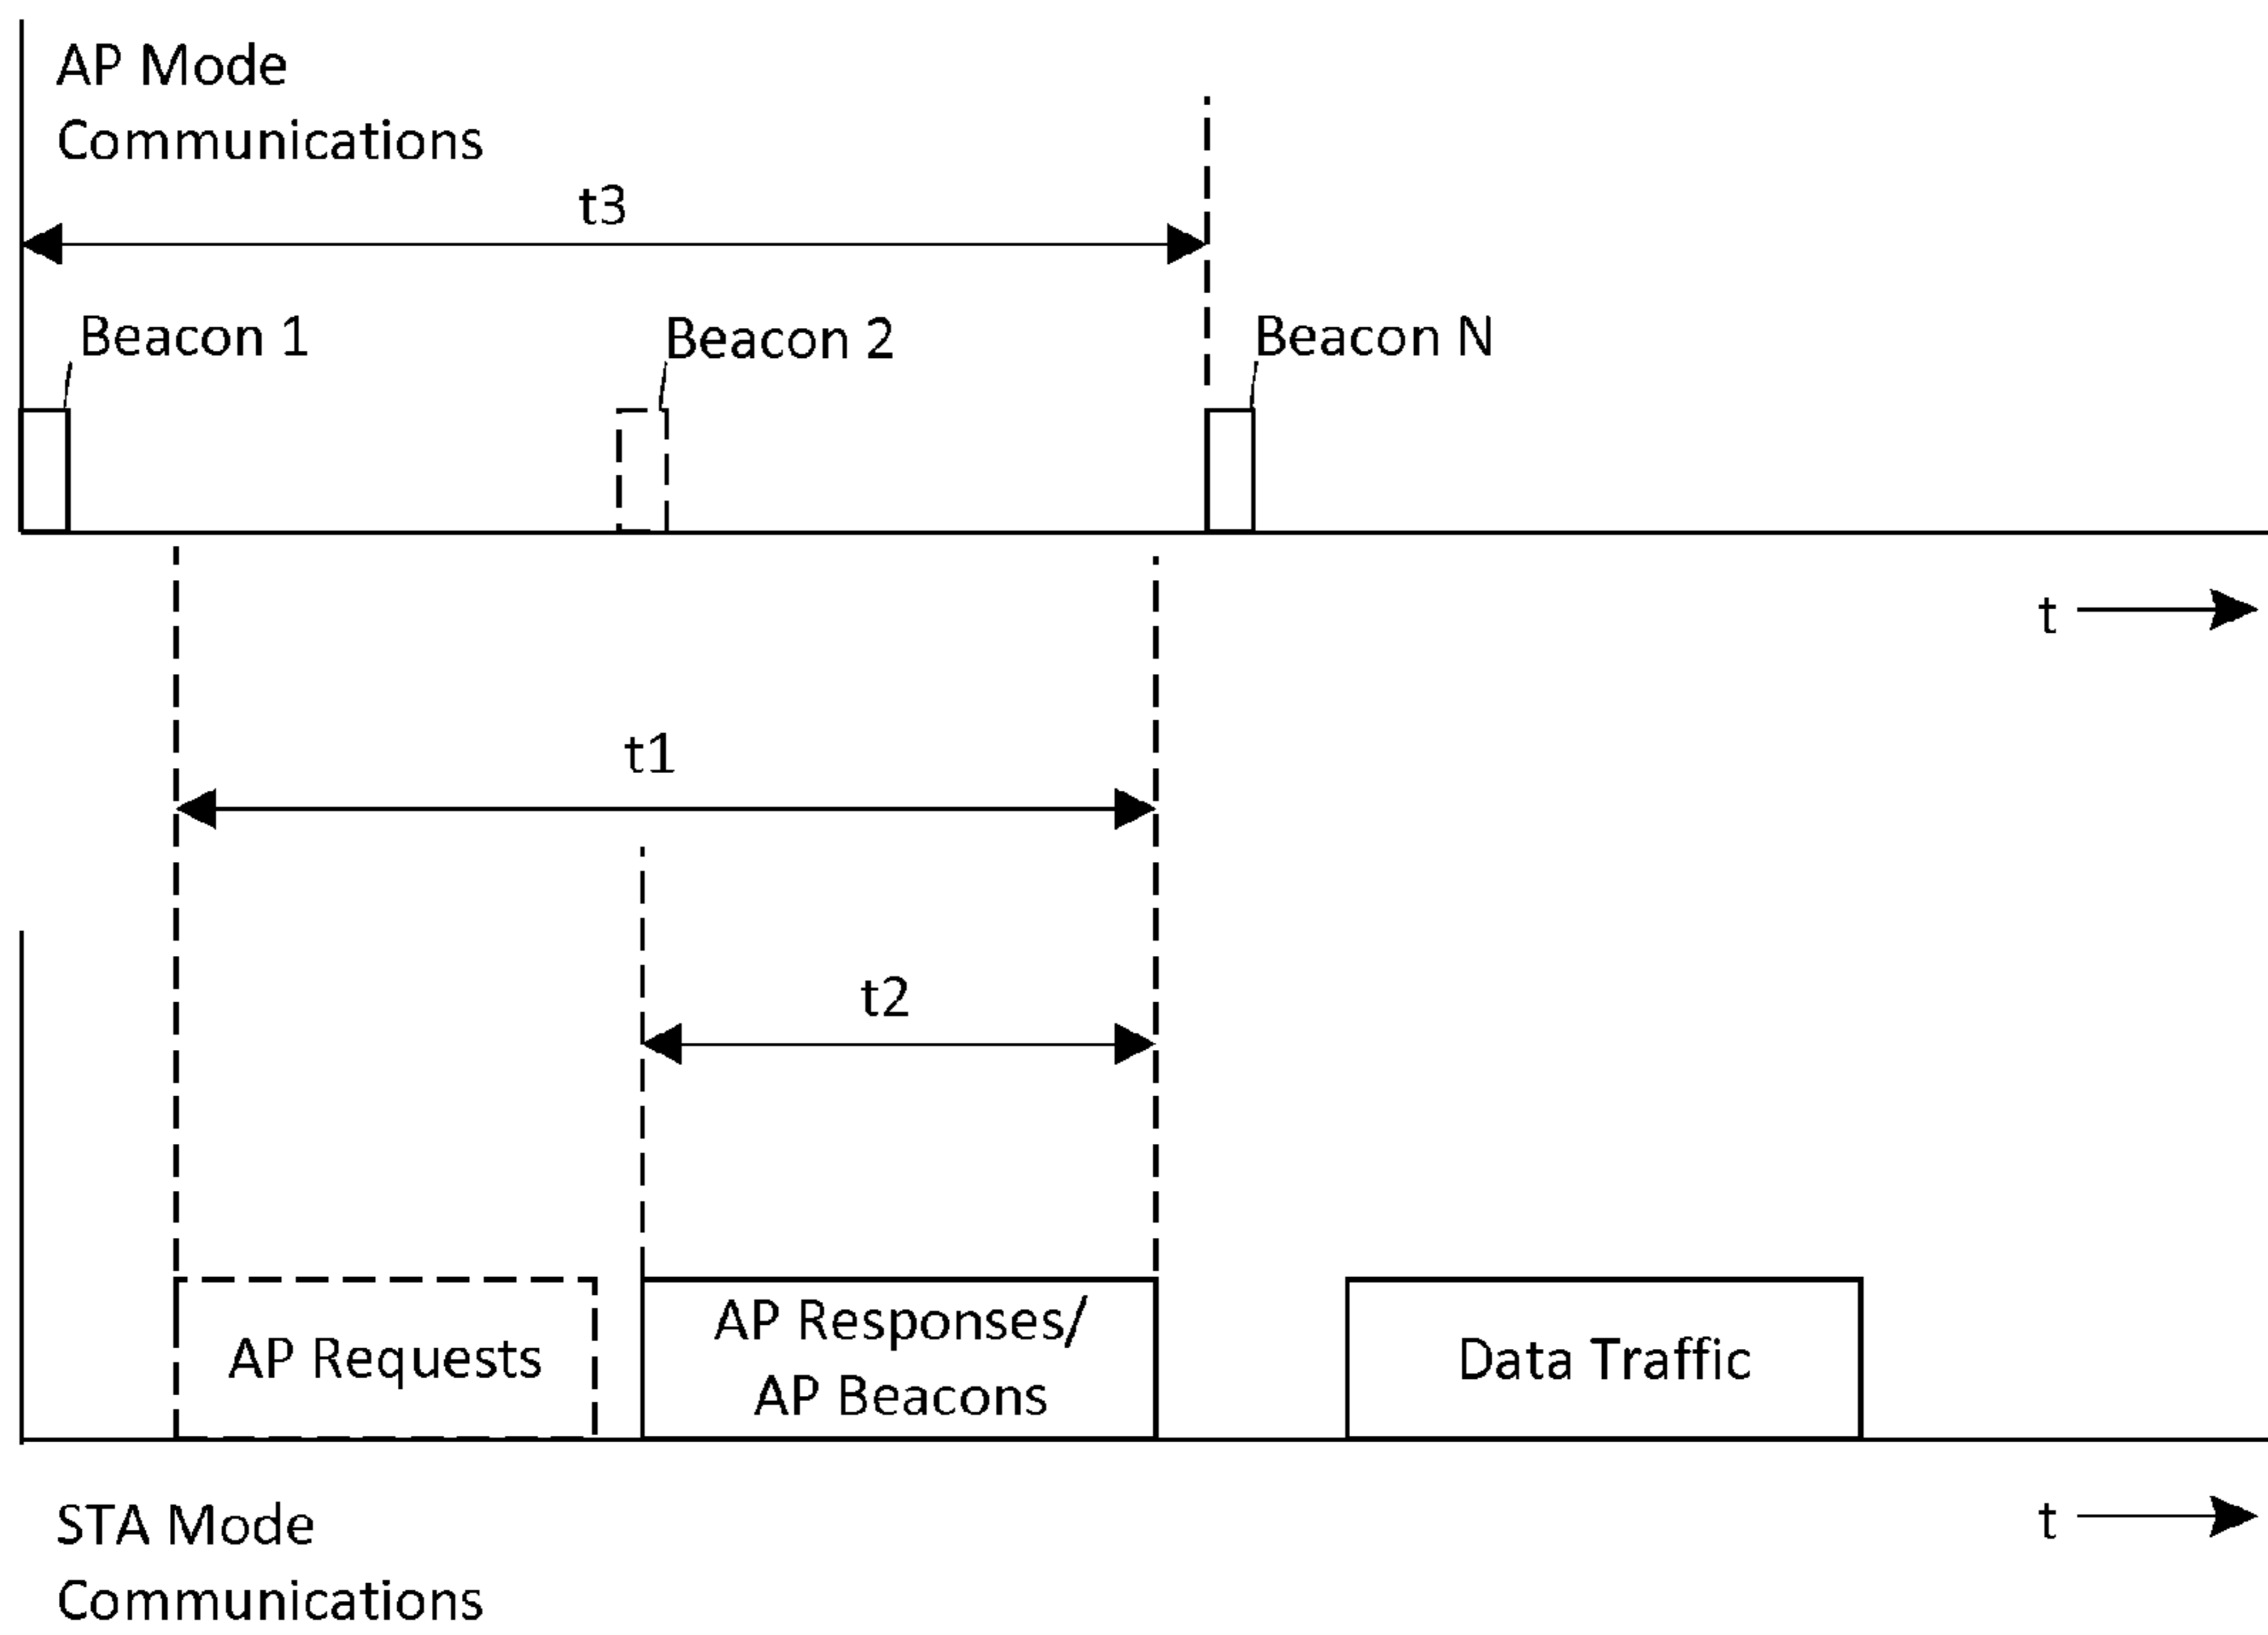 AP Mode
Communications
t3
Beacon 1
Beacon 2
Beacon N
t
t1
t2
AP Requests
AP Responses/
AP Beacons
Data Traffic
STA Mode
Communications
t